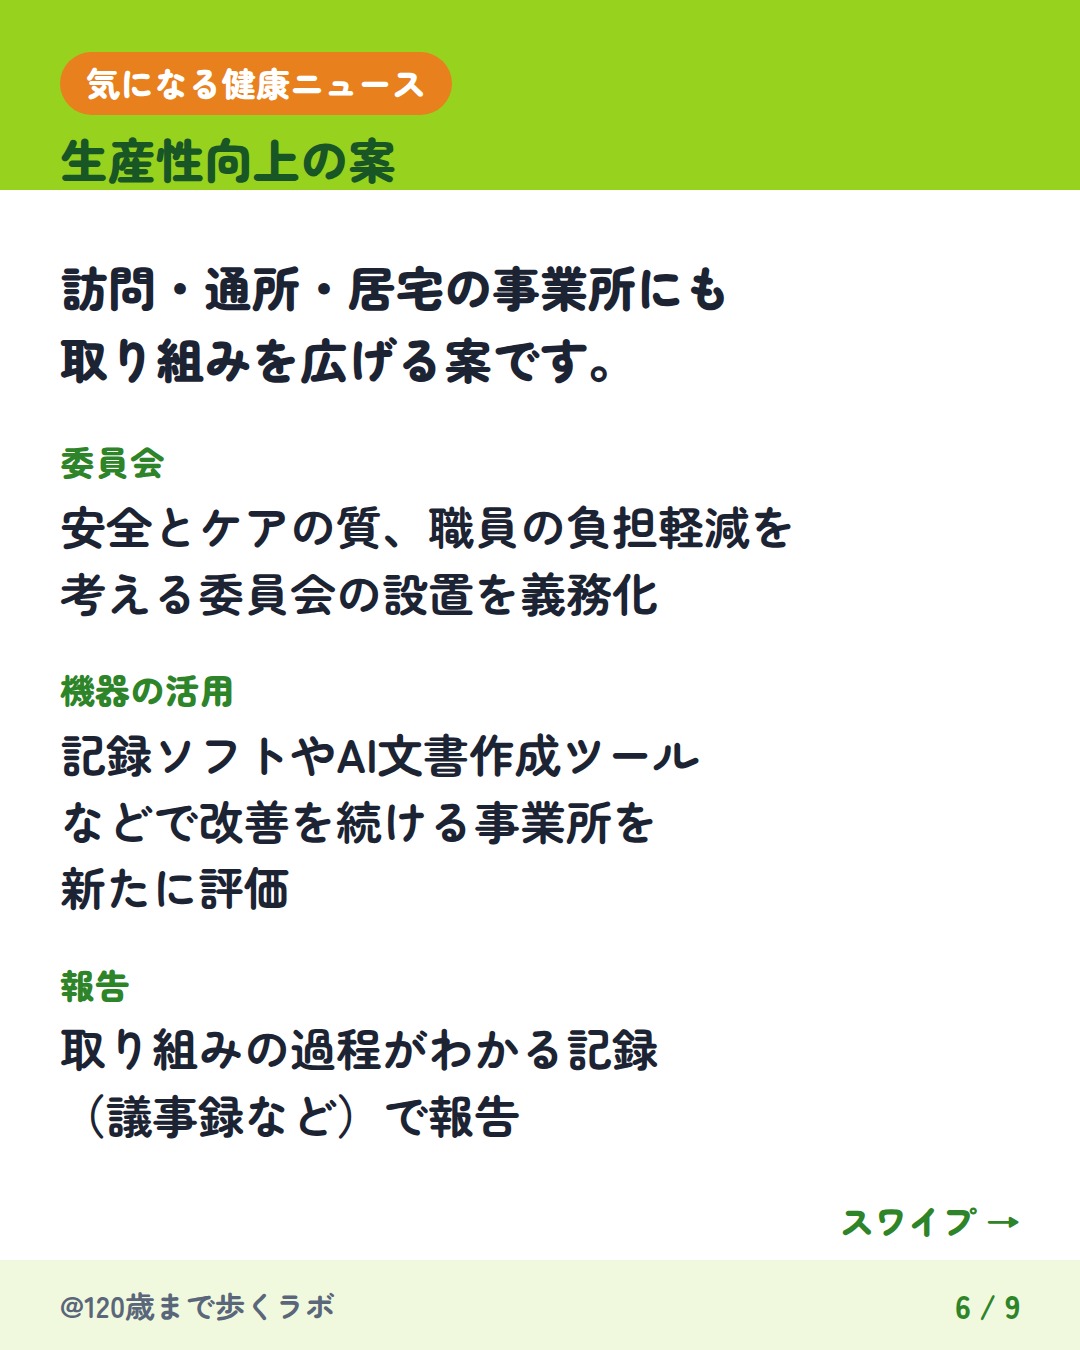 気になる健康ニュース
生産性向上の案
訪問・通所・居宅の事業所にも
取り組みを広げる案です。
委員会
安全とケアの質、職員の負担軽減を
考える委員会の設置を義務化
機器の活用
記録ソフトやAI文書作成ツール
などで改善を続ける事業所を
新たに評価
報告
取り組みの過程がわかる記録
（議事録など）で報告
スワイプ →
@120歳まで歩くラボ
6 / 9